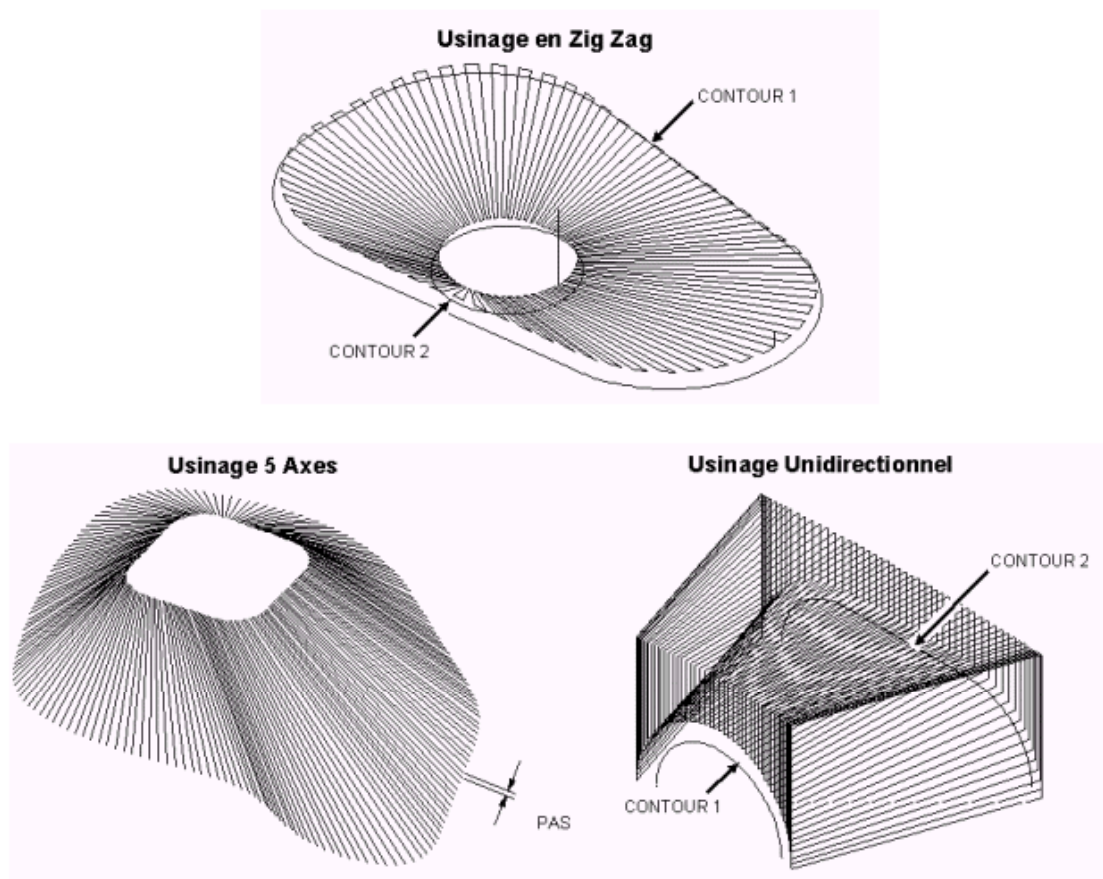 Usinage en Zig Zag
CONTOUR 1
CONTOUR 2
Usinage 5 Axes
PAS
Usinage Unidirectionnel
CONTOUR 2
CONTOUR 1